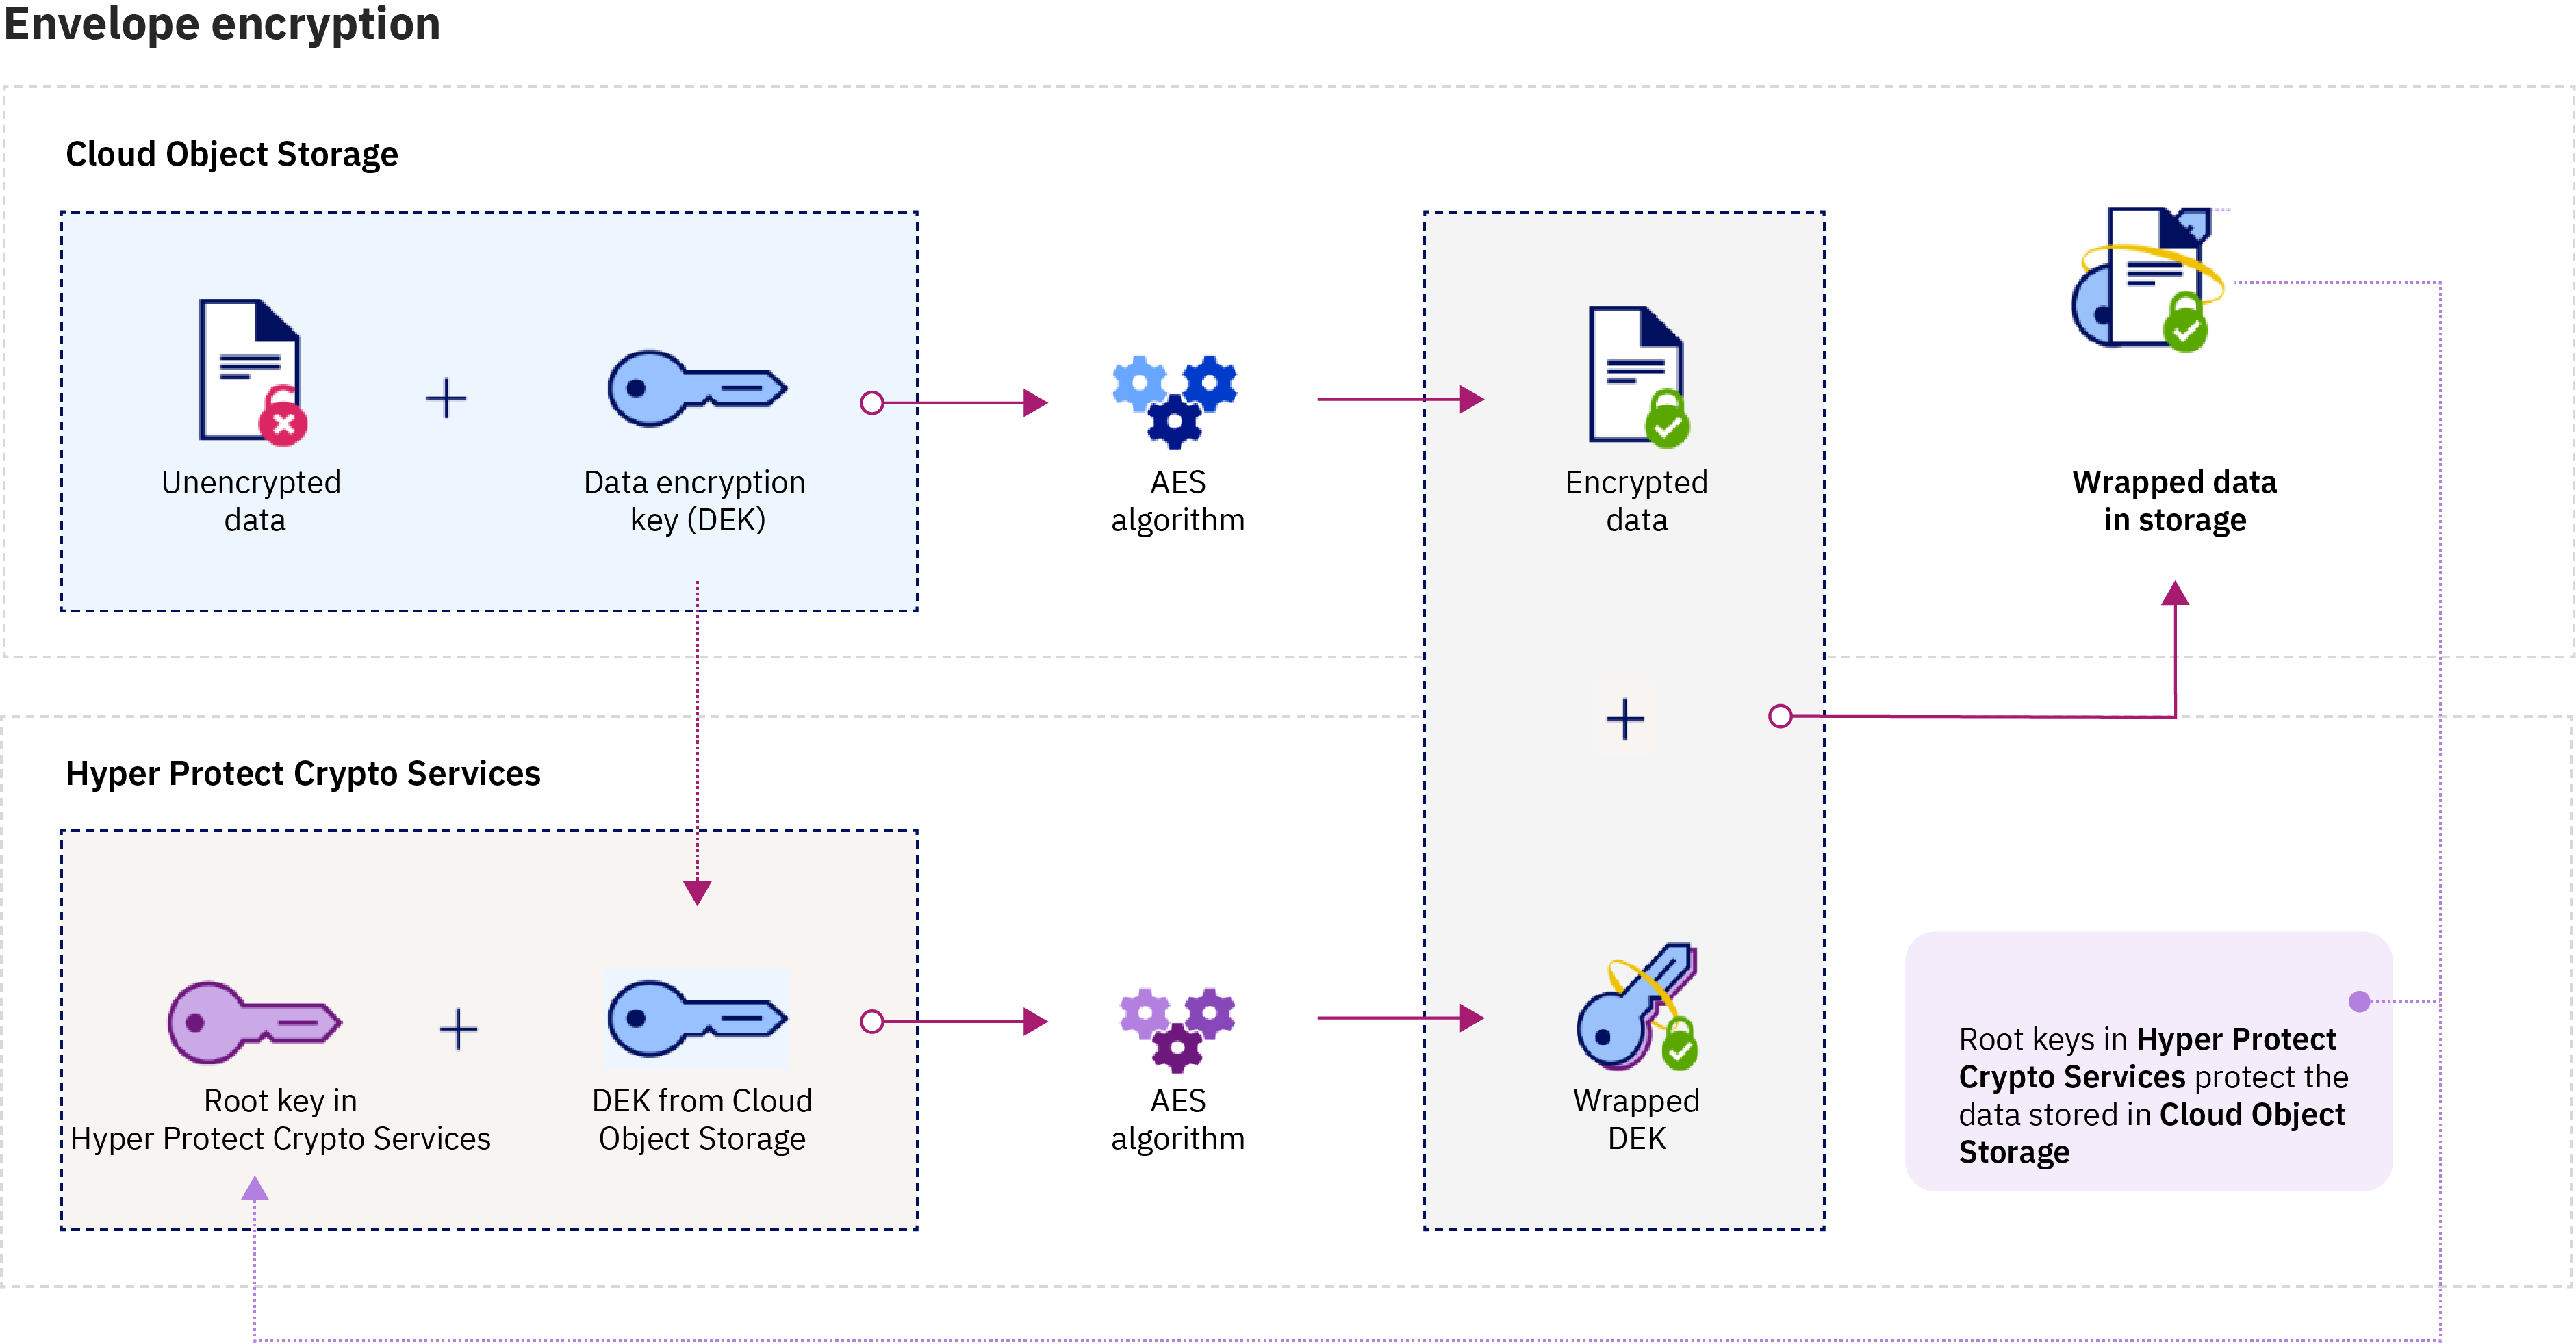 Envelope encryption
Cloud Object Storage
Unencrypted
data
Data encryption
key (DEK)
AES
algorithm
Encrypted
data
Wrapped data
in storage
Hyper Protect Crypto Services
Root key in
Hyper Protect Crypto Services
DEK from Cloud
Object Storage
AES
algorithm
Wrapped
DEK
Root keys in Hyper Protect
Crypto Services protect the
data stored in Cloud Object
Storage